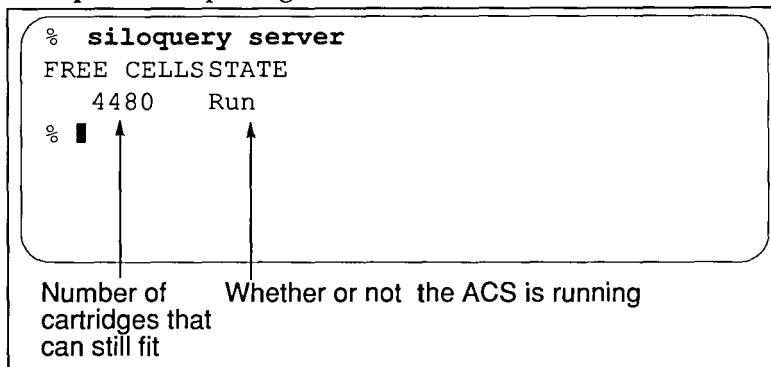 % siloquery server
FREE CELLS STATE
4480 Run
%
Number of cartridges that can still fit
Whether or not the ACS is running